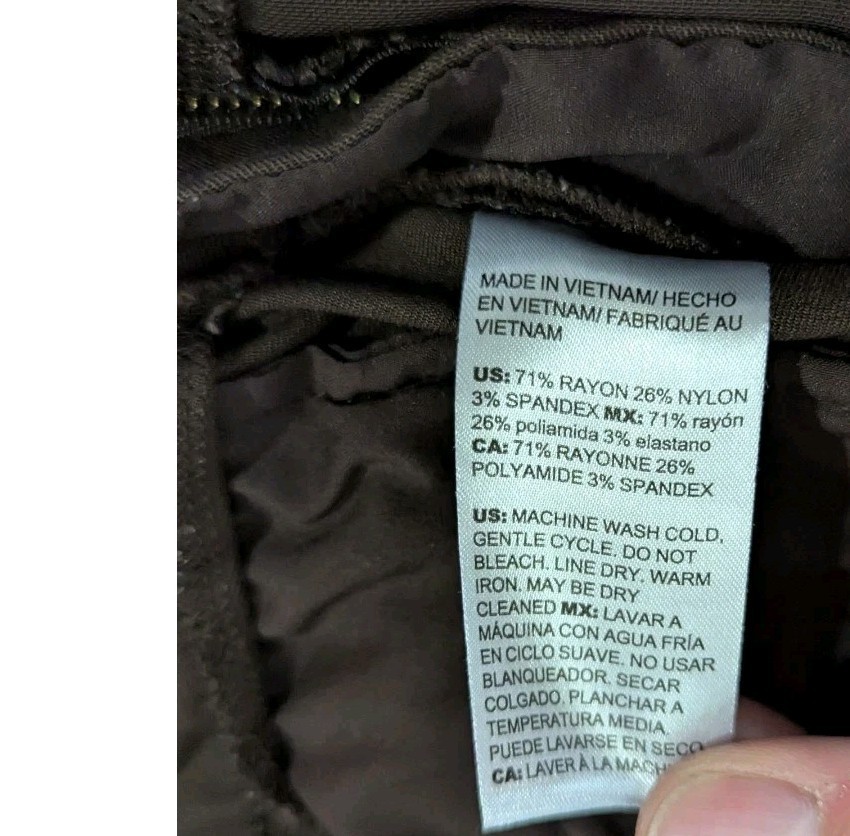 MADE IN VIETNAM/ HECHO
EN VIETNAM/ FABRIQUÉ AU
VIETNAM
US: 71% RAYON 26% NYLON
3% SPANDEX MX: 71% rayón
26% poliamida 3% elastano
CA: 71% RAYONNE 26%
POLYAMIDE 3% SPANDEX
US: MACHINE WASH COLD,
GENTLE CYCLE. DO NOT
BLEACH. LINE DRY. WARM
IRON. MAY BE DRY
CLEANED MX: LAVAR A
MÁQUINA CON AGUA FRÍA
EN CICLO SUAVE. NO USAR
BLANQUEADOR. SECAR
COLGADO. PLANCHAR A
TEMPERATURA MEDIA.
PUEDE LAVARSE EN SECO
CA: LAVER À LA